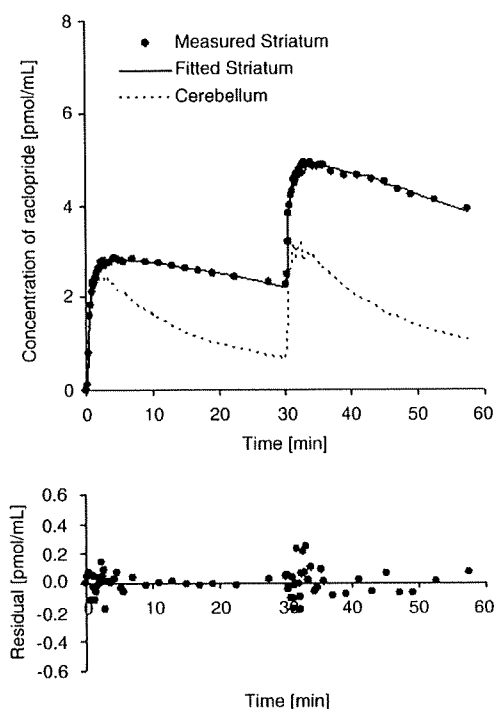 8
Measured Striatum
Fitted Striatum
Cerebellum
6
4
2
0
Concentration of raclopride [pmol/mL]
0 10 20 30 40 50 60
Time [min]
0.6
0.4
0.2
0.0
-0.2
-0.4
-0.6
Residual [pmol/mL]
0 10 20 30 40 50 60
Time [min]